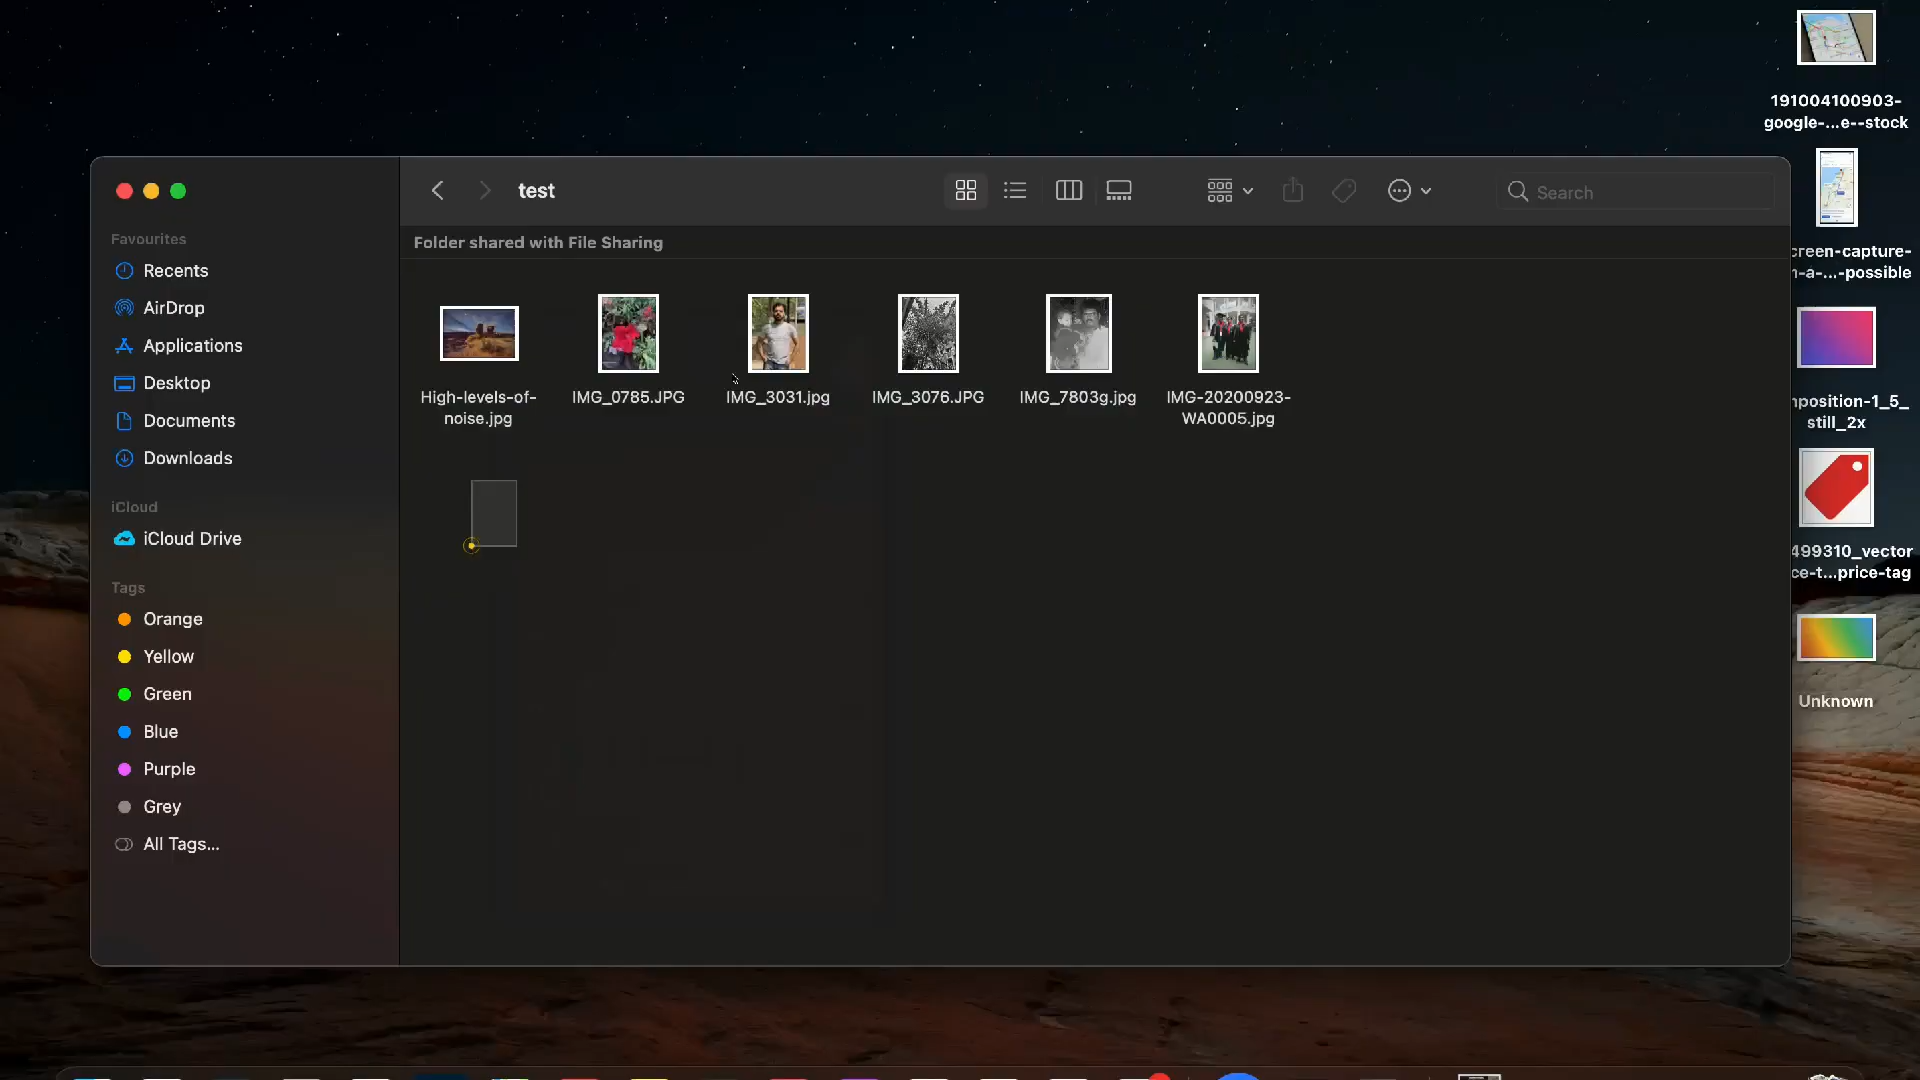 191004100903-
google-...e--stock
test
Search
Folder shared with File Sharing
Favourites
Recents
AirDrop
Applications
Desktop
Documents
Downloads
iCloud
iCloud Drive
Tags
Orange
Yellow
Green
Blue
Purple
Grey
All Tags...
High-levels-of-
noise.jpg
IMG_0785.JPG
IMG_3031.jpg
IMG_3076.JPG
IMG_7803g.jpg
IMG-20200923-
WA0005.jpg
creen-capture-
n-a-...-possible
nposition-1_5_
still_2x
499310_vector
ce-t...price-tag
Unknown